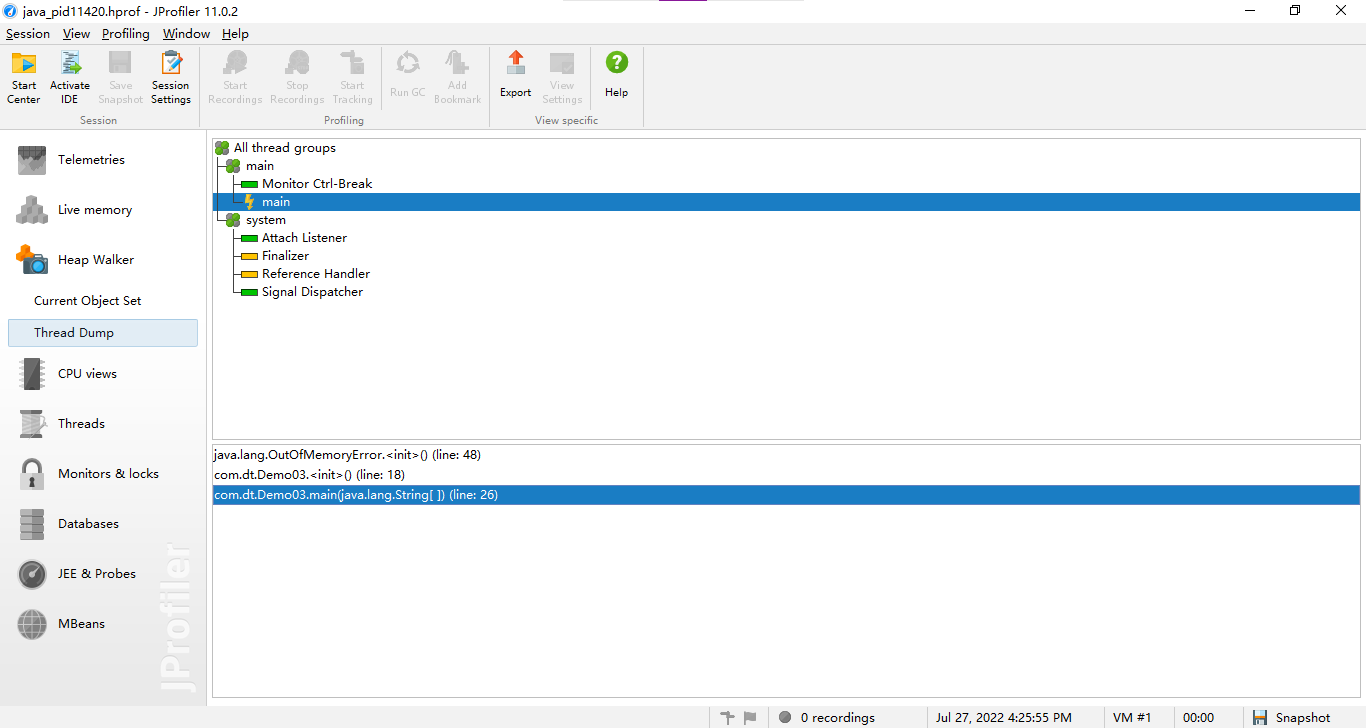 java_pid11420.hprof - JProfiler 11.0.2
Session View Profiling Window Help
Start Center
Activate IDE
Save Snapshot
Session Settings
Start Recordings
Stop Recordings
Start Tracking
Run GC
Add Bookmark
Export
View Settings
Help
Session
Profiling
View specific
Telemetries
Live memory
Heap Walker
Current Object Set
Thread Dump
CPU views
Threads
Monitors & locks
Databases
JEE & Probes
MBeans
JProfiler
All thread groups
main
Monitor Ctrl-Break
main
system
Attach Listener
Finalizer
Reference Handler
Signal Dispatcher
java.lang.OutOfMemoryError.<init>() (line: 48)
com.dt.Demo03.<init>() (line: 18)
com.dt.Demo03.main(java.lang.String[ ]) (line: 26)
0 recordings
Jul 27, 2022 4:25:55 PM
VM #1
00:00
Snapshot